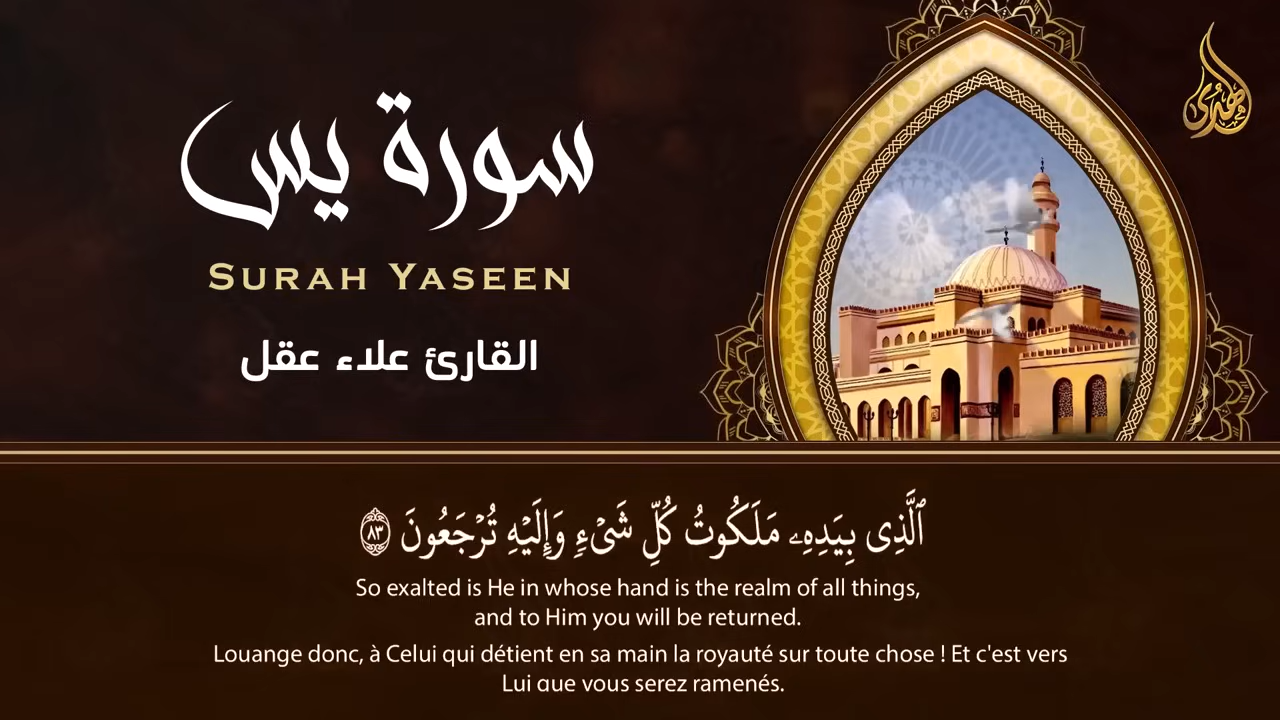 سورة يس
SURAH YASEEN
القارئ علاء عقل
الهدى
ٱلَّذِى بِيَدِهِۦ مَلَكُوتُ كُلِّ شَىْءٍ وَإِلَيْهِ تُرْجَعُونَ ٨٣
So exalted is He in whose hand is the realm of all things,
and to Him you will be returned.
Louange donc, à Celui qui détient en sa main la royauté sur toute chose ! Et c'est vers
Lui que vous serez ramenés.